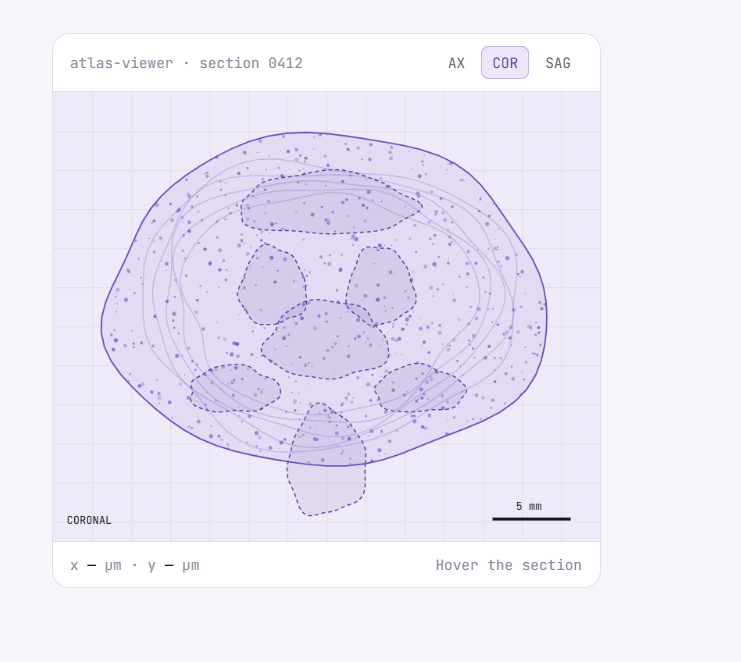 atlas-viewer · section 0412
AX COR SAG
5 mm
CORONAL
x — µm · y — µm
Hover the section